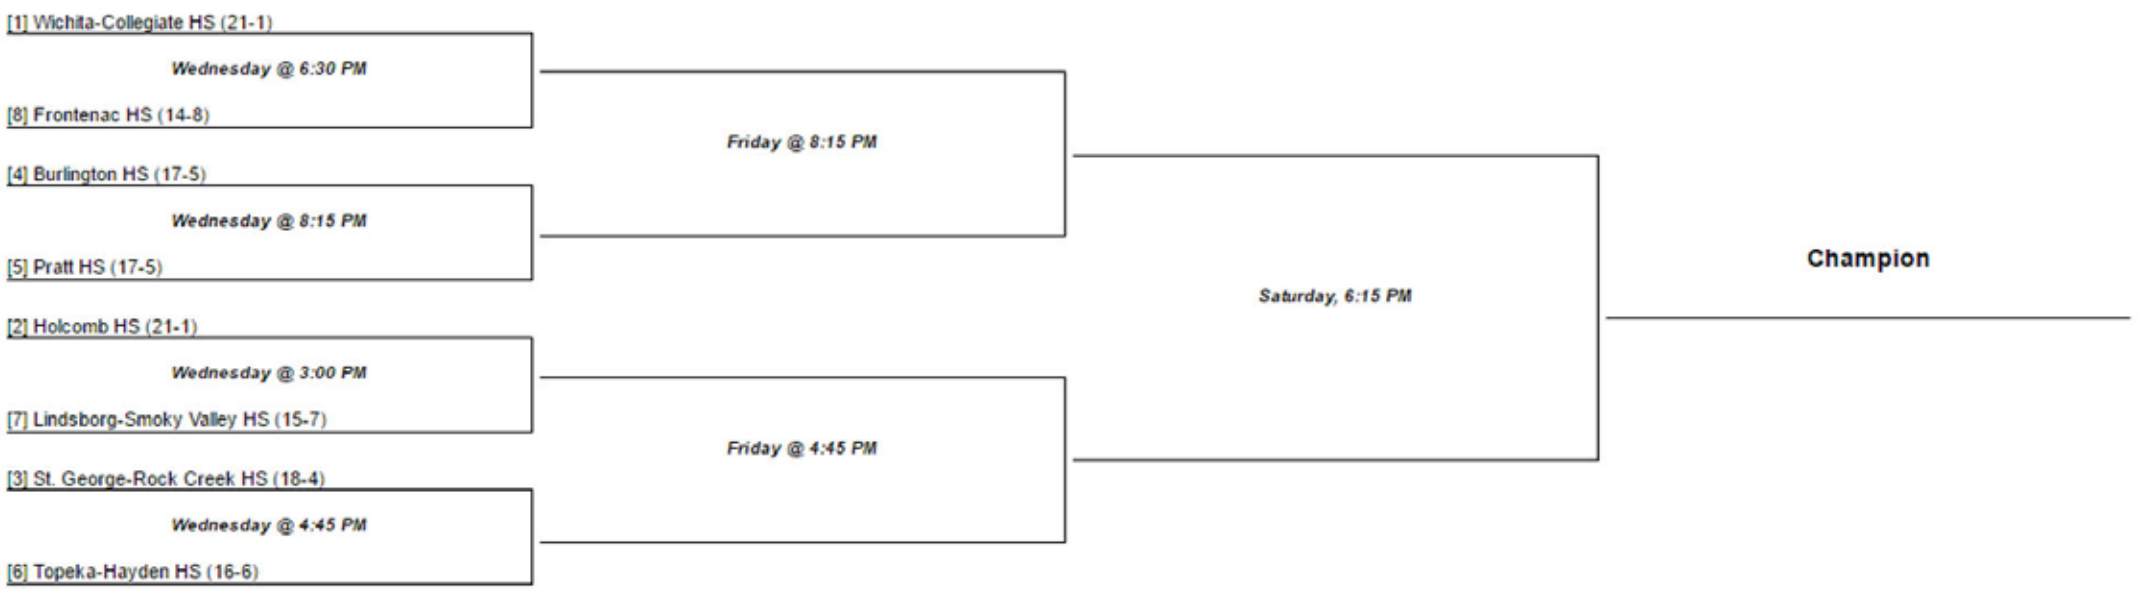 [1] Wichita-Collegiate HS (21-1)
Wednesday @ 6:30 PM
[8] Frontenac HS (14-8)
[4] Burlington HS (17-5)
Wednesday @ 8:15 PM
[5] Pratt HS (17-5)
[2] Holcomb HS (21-1)
Wednesday @ 3:00 PM
[7] Lindsborg-Smoky Valley HS (15-7)
[3] St. George-Rock Creek HS (18-4)
Wednesday @ 4:45 PM
[6] Topeka-Hayden HS (16-6)
Friday @ 8:15 PM
Friday @ 4:45 PM
Saturday, 6:15 PM
Champion